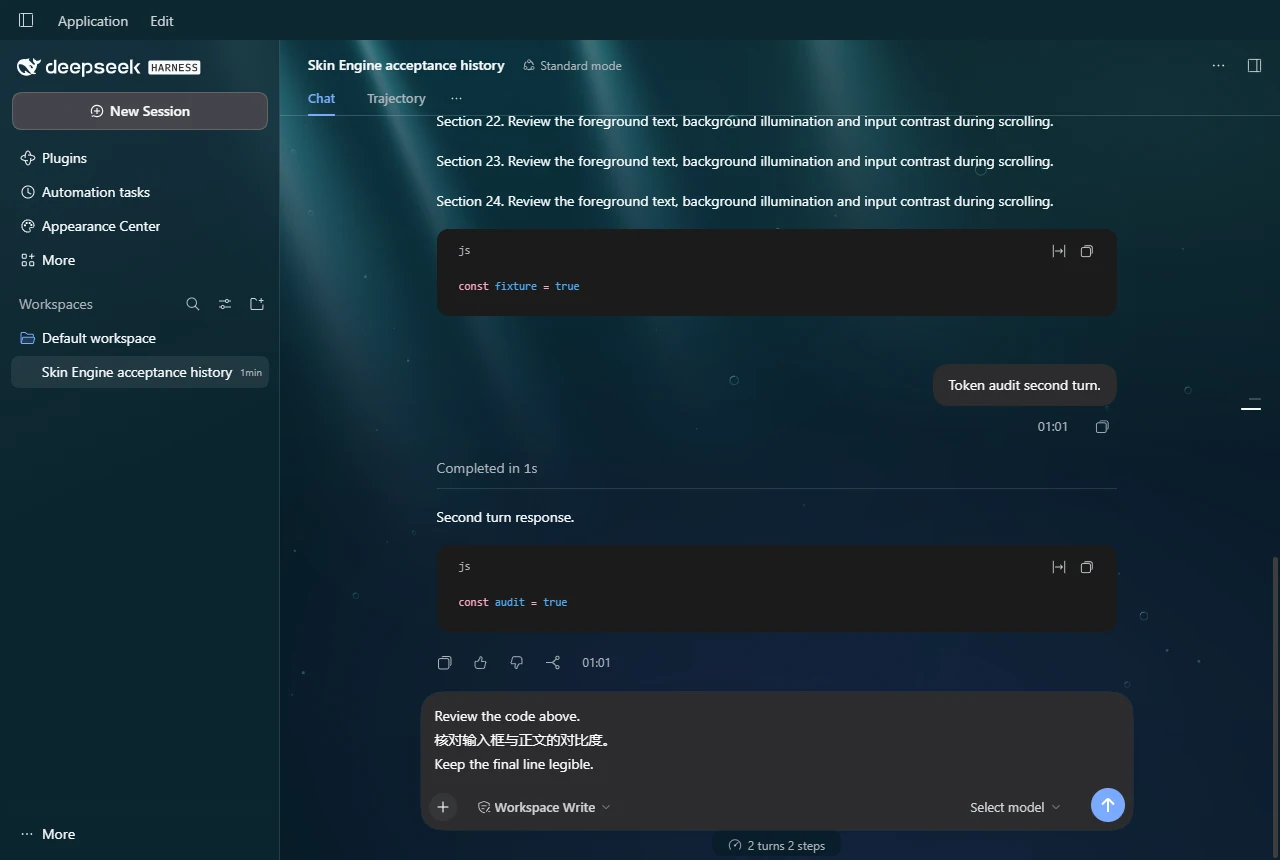 Application Edit
deepseek HARNESS
New Session
Plugins
Automation tasks
Appearance Center
More
Workspaces
Default workspace
Skin Engine acceptance history 1min
More
Skin Engine acceptance history Standard mode
Chat Trajectory
Section 22. Review the foreground text, background illumination and input contrast during scrolling.
Section 23. Review the foreground text, background illumination and input contrast during scrolling.
Section 24. Review the foreground text, background illumination and input contrast during scrolling.
js
const fixture = true
Token audit second turn.
01:01
Completed in 1s
Second turn response.
js
const audit = true
01:01
Review the code above.
核对输入框与正文的对比度。
Keep the final line legible.
Workspace Write Select model
2 turns 2 steps